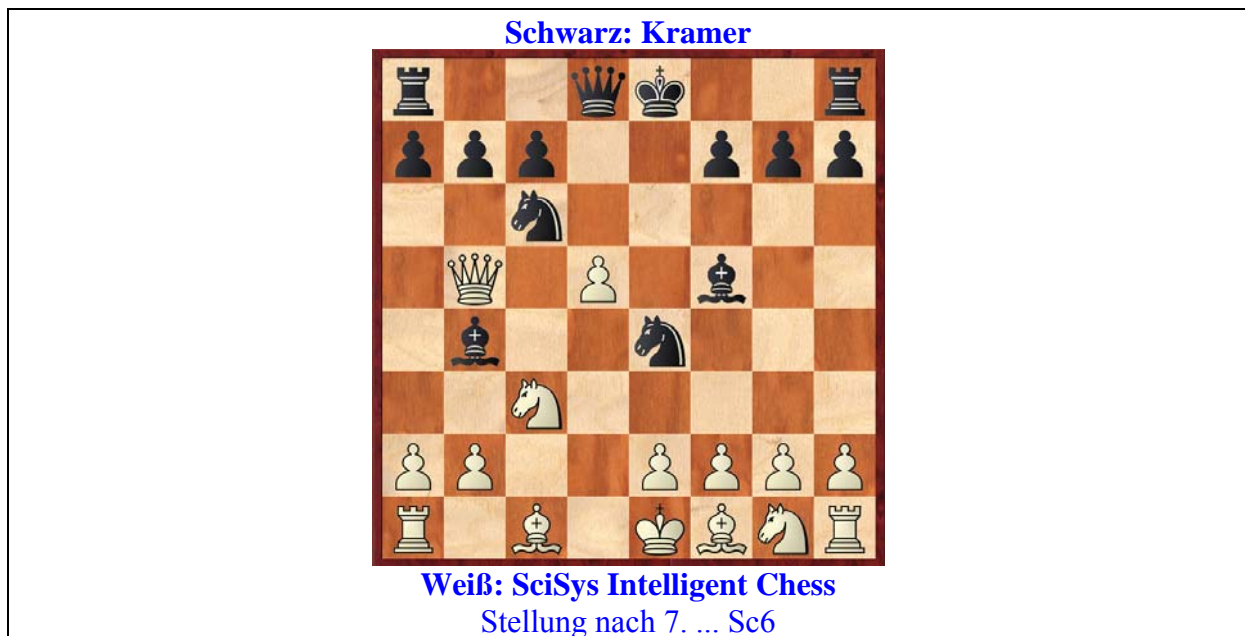 Schwarz: Kramer
Weiß: SciSys Intelligent Chess
Stellung nach 7. ... Sc6